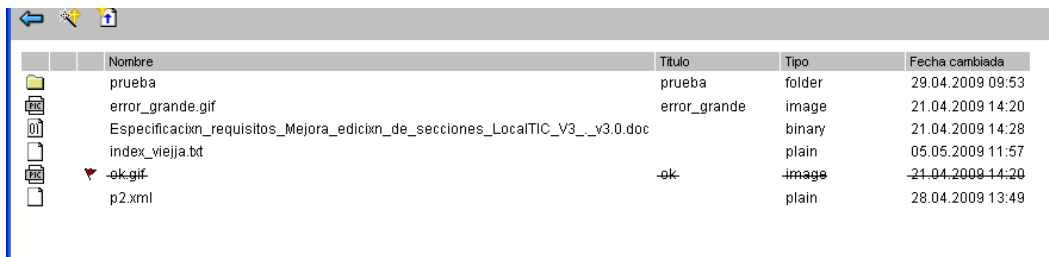 Nombre Titulo Tipo Fecha cambiada
prueba prueba folder 29.04.2009 09:53
PIC error_grande.gif error_grande image 21.04.2009 14:20
01 Especificacixn_requisitos_Mejora_edicixn_de_secciones_LocalTIC_V3_._v3.0.doc binary 21.04.2009 14:28
index_viejja.txt plain 05.05.2009 11:57
PIC ok.gif ok image 21.04.2009 14:20
p2.xml plain 28.04.2009 13:49